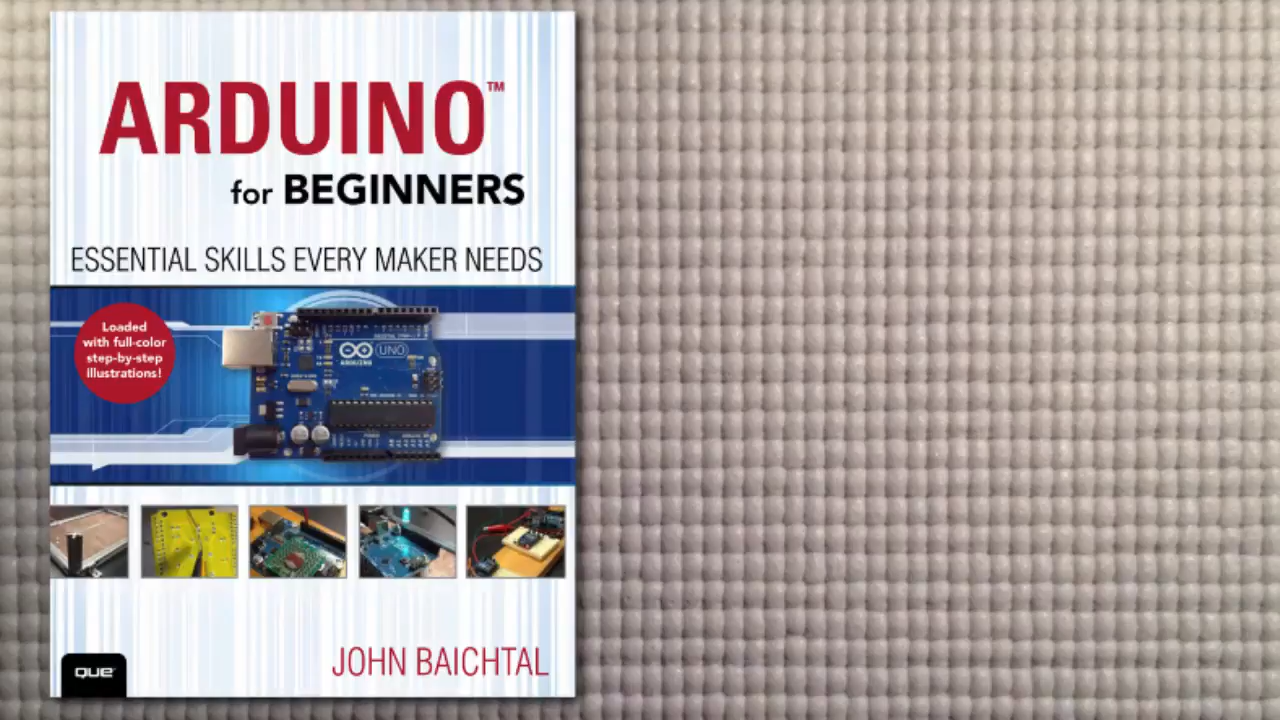 ARDUINO™
for BEGINNERS
ESSENTIAL SKILLS EVERY MAKER NEEDS
Loaded
with full-color
step-by-step
illustrations!
UNO
ARDUINO
JOHN BAICHTAL
QUE